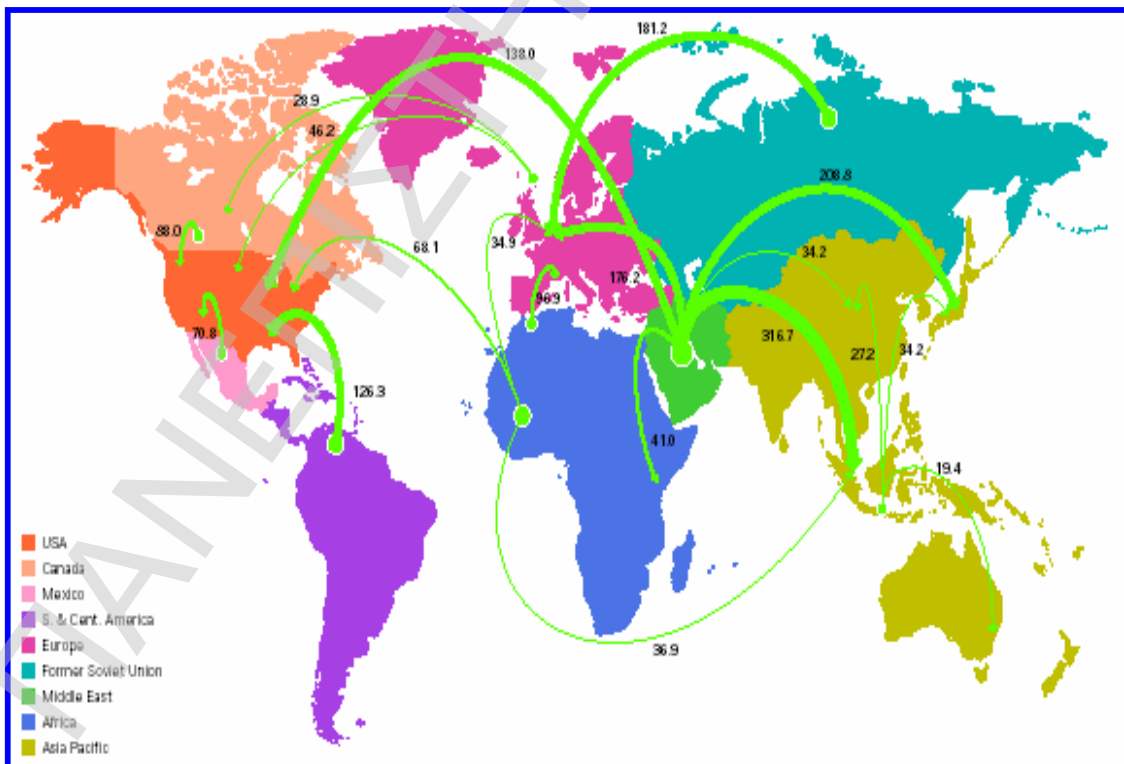 181.2
138.0
28.9
46.2
208.8
88.0
34.9
68.1
34.2
176.2
96.9
70.8
316.7
27.2
34.2
126.3
41.0
19.4
36.9
USA
Canada
Mexico
S. & Cent. America
Europe
Former Soviet Union
Middle East
Africa
Asia Pacific